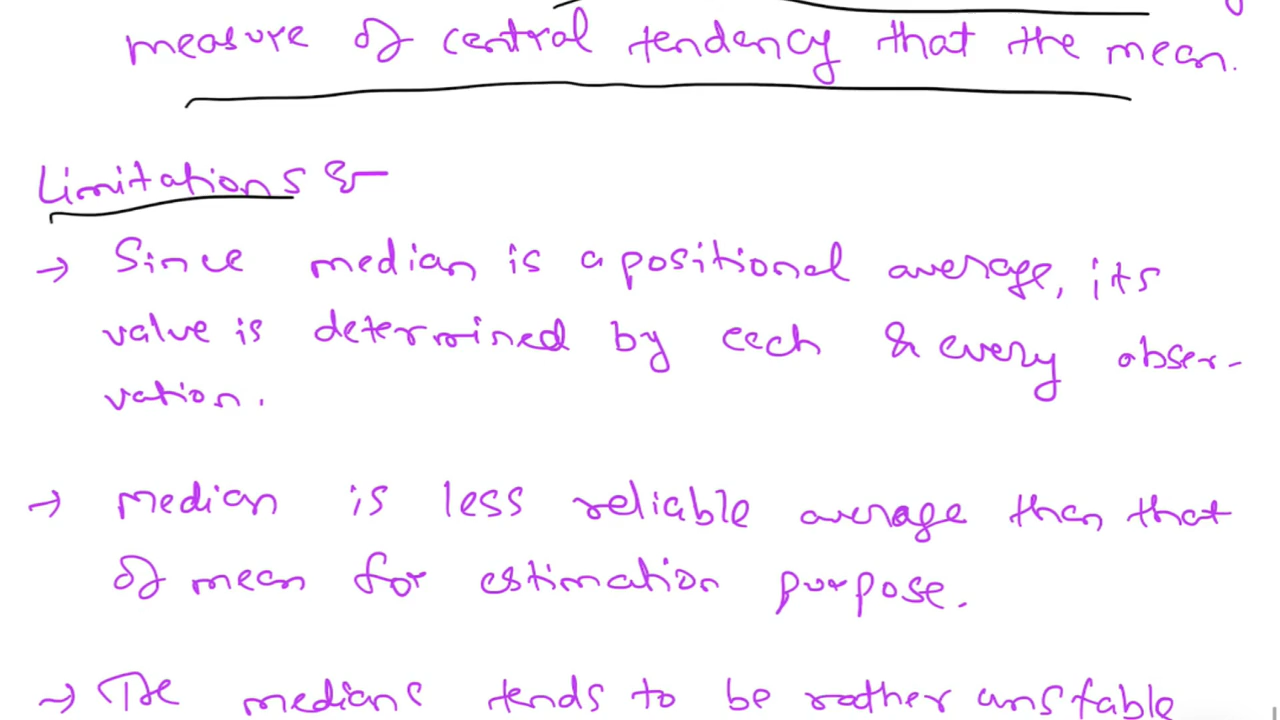 measure of central tendency that the mean.
Limitations :-
→ Since median is a positional average, its
value is determined by each & every obser-
vation.
→ median is less reliable average then that
of mean for estimation purpose.
→ The medians tends to be rather unstable